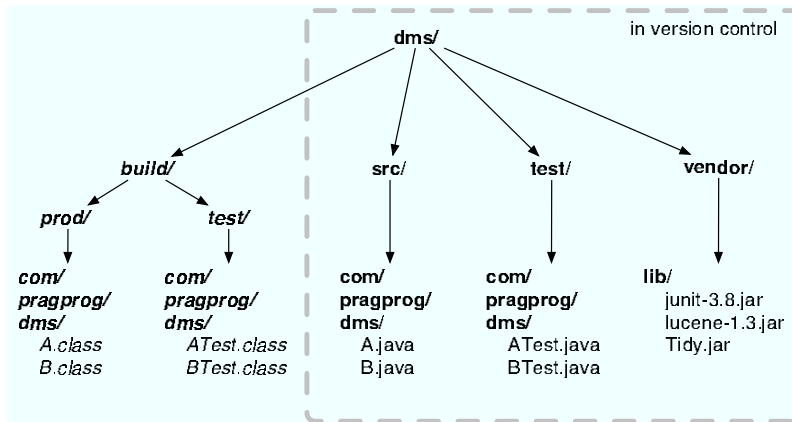 in version control
dms/
build/
src/
test/
vendor/
prod/
test/
com/
pragprog/
dms/
A.class
B.class
com/
pragprog/
dms/
ATest.class
BTest.class
com/
pragprog/
dms/
A.java
B.java
com/
pragprog/
dms/
ATest.java
BTest.java
lib/
junit-3.8.jar
lucene-1.3.jar
Tidy.jar